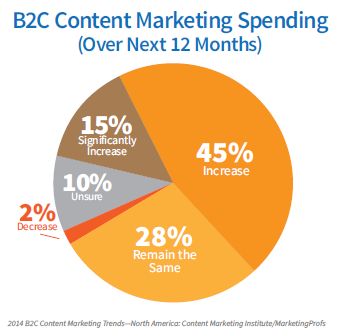 B2C Content Marketing Spending
(Over Next 12 Months)
15%
Significantly
Increase
45%
Increase
10%
Unsure
2%
Decrease
28%
Remain the
Same
2014 B2C Content Marketing Trends—North America: Content Marketing Institute/MarketingProfs